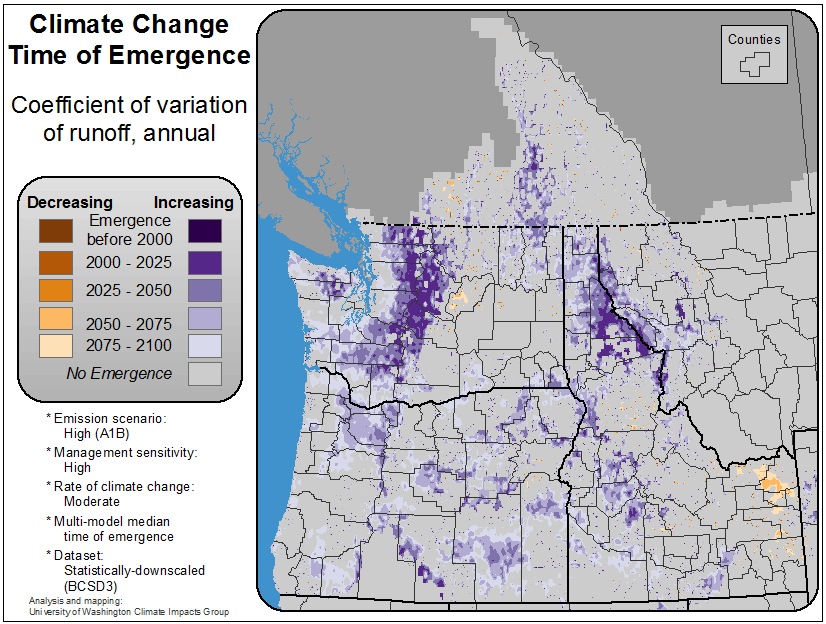 Climate Change
Time of Emergence
Coefficient of variation
of runoff, annual
Decreasing Increasing
Emergence
before 2000
2000 - 2025
2025 - 2050
2050 - 2075
2075 - 2100
No Emergence
* Emission scenario:
High (A1B)
* Management sensitivity:
High
* Rate of climate change:
Moderate
* Multi-model median
time of emergence
* Dataset:
Statistically-downscaled
(BCSD3)
Analysis and mapping:
University of Washington Climate Impacts Group
Counties